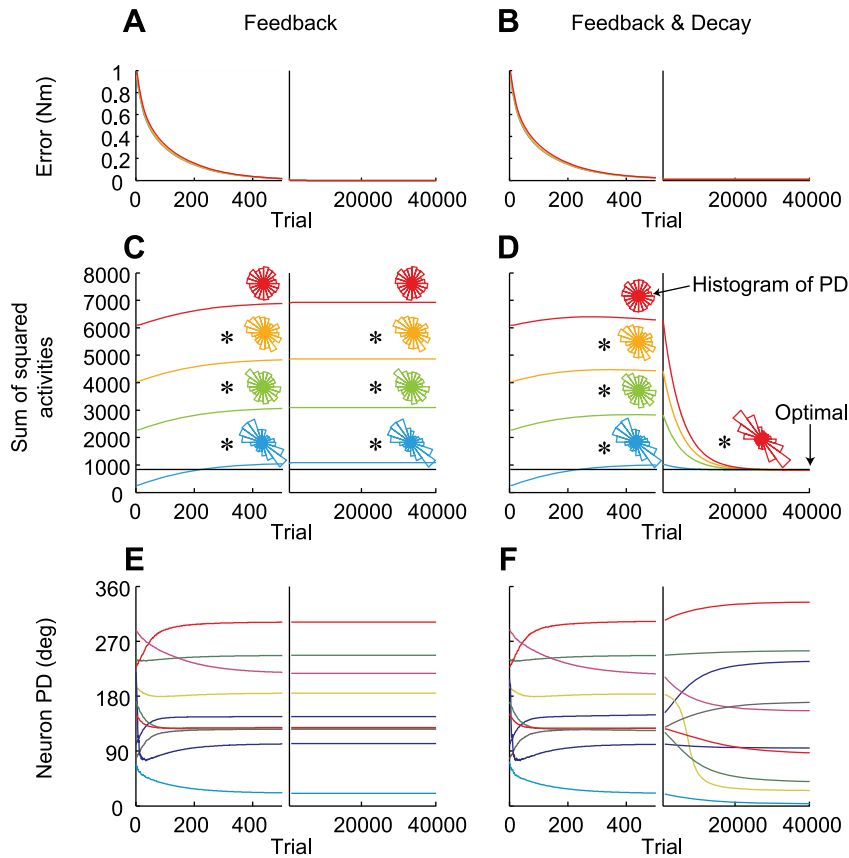 A Feedback
B Feedback & Decay
Error (Nm)
1
0.8
0.6
0.4
0.2
0
0 200 400 20000 40000
Trial
0 200 400 20000 40000
Trial
C
D
Sum of squared
activities
8000
7000
6000
5000
4000
3000
2000
1000
0
*
*
*
*
*
*
*
*
*
*
Histogram of PD
Optimal
0 200 400 20000 40000
Trial
0 200 400 20000 40000
Trial
E
F
Neuron PD (deg)
360
270
180
90
0
0 200 400 20000 40000
Trial
0 200 400 20000 40000
Trial